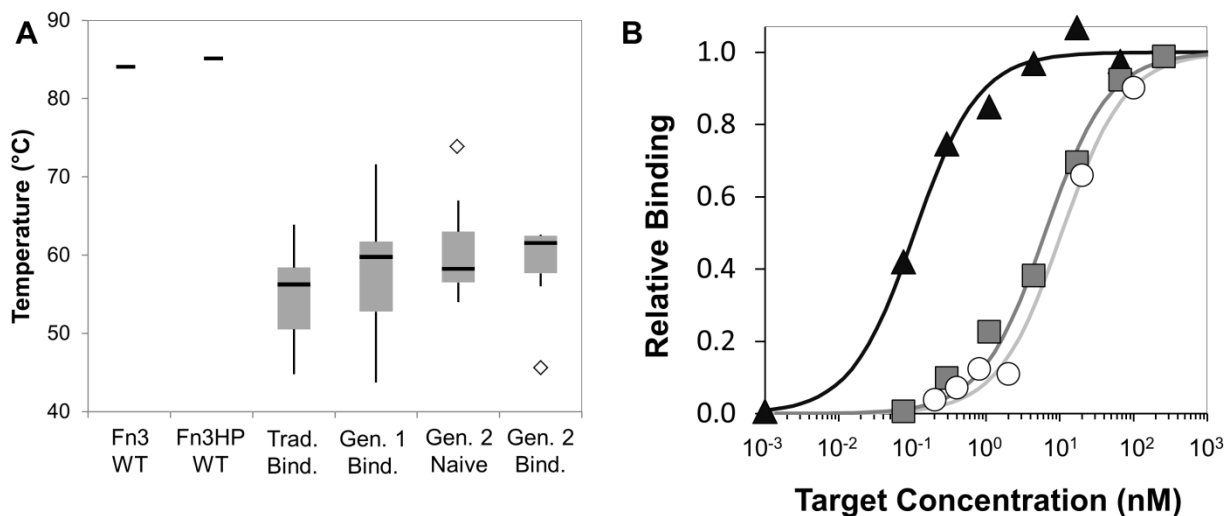 A
Temperature (°C)
90
80
70
60
50
40
Fn3 WT
Fn3HP WT
Trad. Bind.
Gen. 1 Bind.
Gen. 2 Naive
Gen. 2 Bind.
B
Relative Binding
1.0
0.8
0.6
0.4
0.2
0.0
10⁻³ 10⁻² 10⁻¹ 10⁰ 10¹ 10² 10³
Target Concentration (nM)